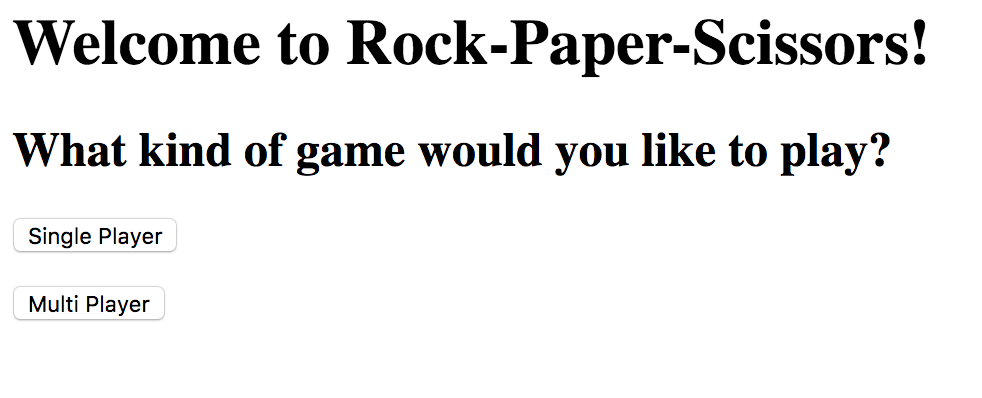 Welcome to Rock-Paper-Scissors!
What kind of game would you like to play?
Single Player
Multi Player